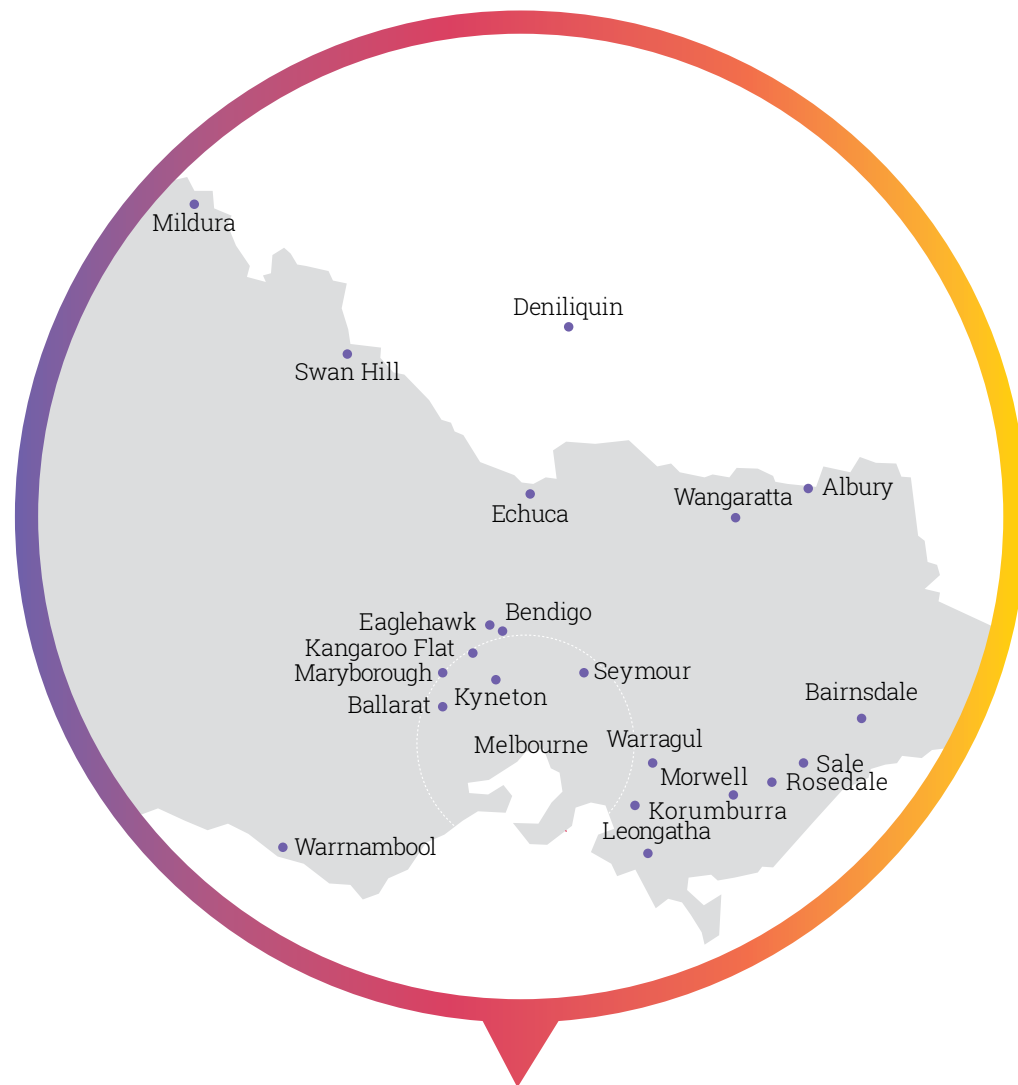 Mildura
Deniliquin
Swan Hill
Albury
Wangaratta
Echuca
Bendigo
Eaglehawk
Kangaroo Flat
Maryborough
Seymour
Bairnsdale
Kyneton
Ballarat
Warragul
Melbourne
Sale
Morwell
Rosedale
Korumburra
Leongatha
Warrnambool